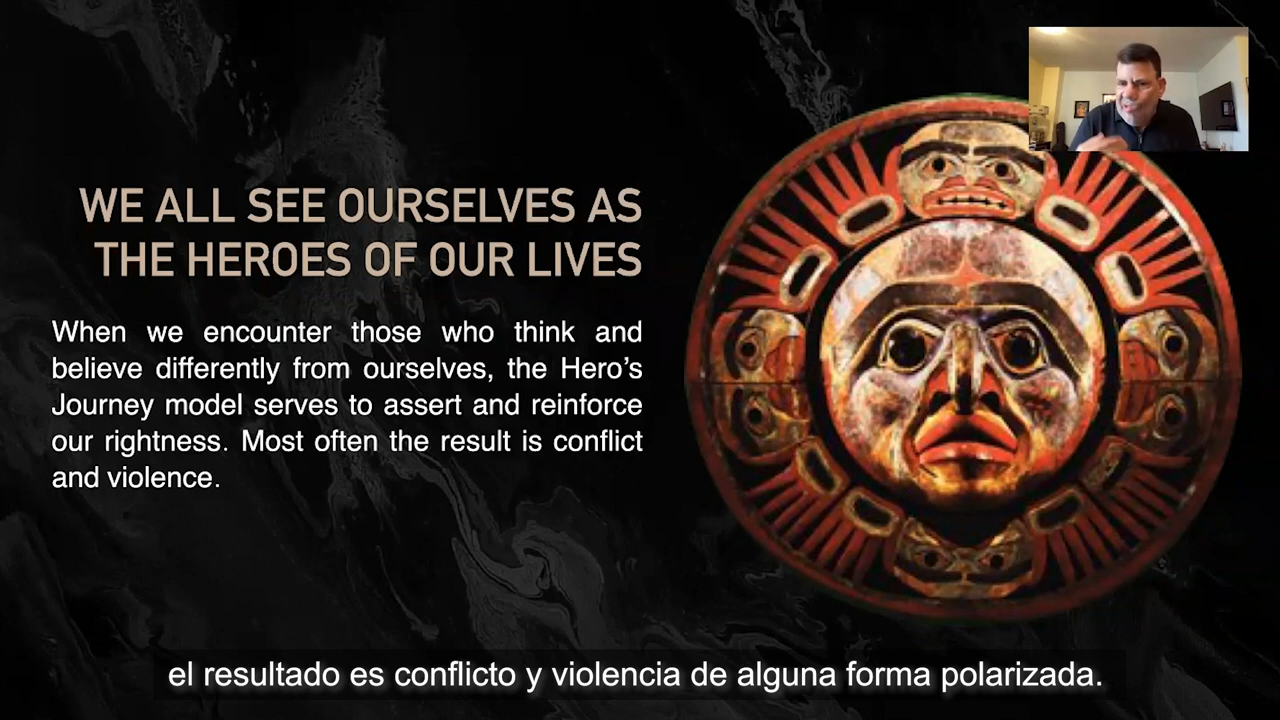 WE ALL SEE OURSELVES AS
THE HEROES OF OUR LIVES
When we encounter those who think and
believe differently from ourselves, the Hero’s
Journey model serves to assert and reinforce
our rightness. Most often the result is conflict
and violence.
el resultado es conflicto y violencia de alguna forma polarizada.